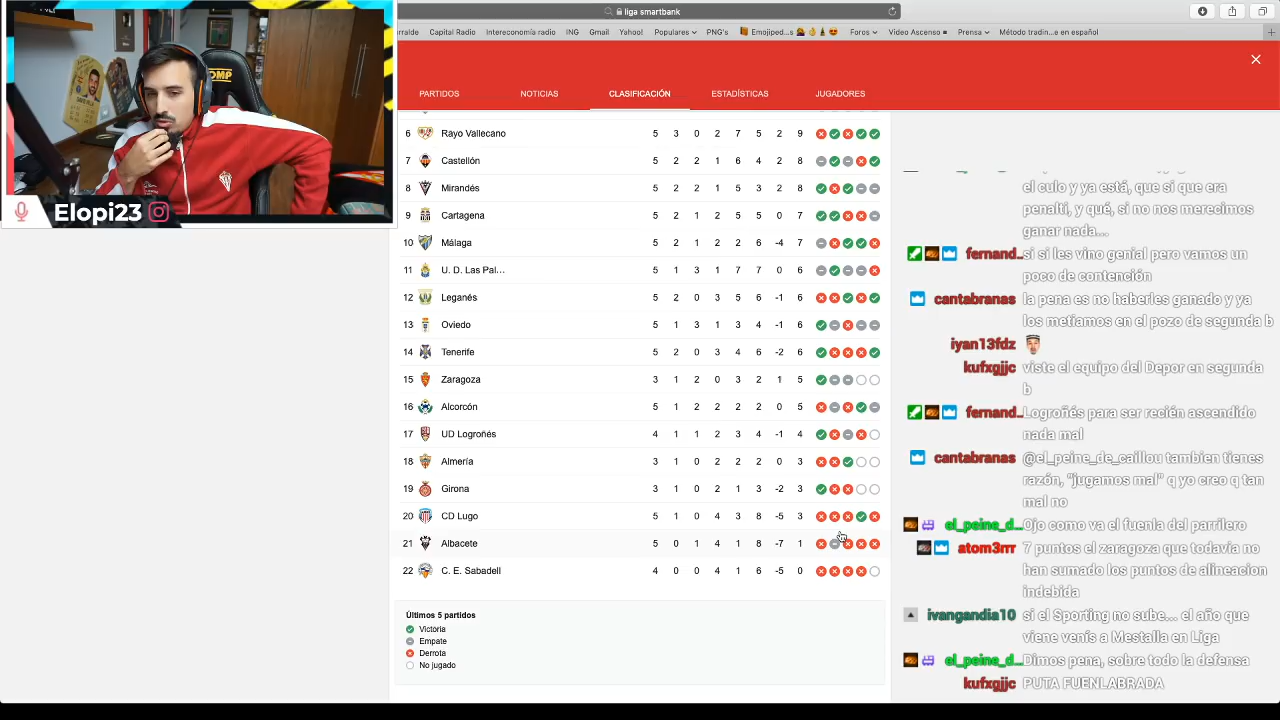 liga smartbank
rralde Capital Radio Intereconomía radio ING Gmail Yahoo! Populares PNG's Emojiped... Foros Video Ascenso Prensa Método tradin...e en español
PARTIDOS NOTICIAS CLASIFICACIÓN ESTADÍSTICAS JUGADORES
COMP
Elopi23
6 Rayo Vallecano 5 3 0 2 7 5 2 9
7 Castellón 5 2 2 1 6 4 2 8
8 Mirandés 5 2 2 1 5 3 2 8
9 Cartagena 5 2 1 2 5 5 0 7
10 Málaga 5 2 1 2 2 6 -4 7
11 U. D. Las Pal... 5 1 3 1 7 7 0 6
12 Leganés 5 2 0 3 5 6 -1 6
13 Oviedo 5 1 3 1 3 4 -1 6
14 Tenerife 5 2 0 3 4 6 -2 6
15 Zaragoza 3 1 2 0 3 2 1 5
16 Alcorcón 5 1 2 2 2 2 0 5
17 UD Logroñés 4 1 1 2 3 4 -1 4
18 Almería 3 1 0 2 2 2 0 3
19 Girona 3 1 0 2 1 3 -2 3
20 CD Lugo 5 1 0 4 3 8 -5 3
21 Albacete 5 0 1 4 1 8 -7 1
22 C. E. Sabadell 4 0 0 4 1 6 -5 0
Últimos 5 partidos
Victoria
Empate
Derrota
No jugado
el culo y ya está, que si que era
penalti, y qué, si no nos merecimos
ganar nada...
fernand.. si si les vino genial pero vamos un
poco de contención
cantabranas la pena es no haberles ganado y ya
los metiamos en el pozo de segunda b
iyan13fdz
kufxgjjc viste el equipo del Depor en segunda
b
fernand.. Logroñés para ser recién ascendido
nada mal
cantabranas @el_peine_de_caillou tambien tienes
razón, "jugamos mal" q yo creo q tan
mal no
el_peine_d... Ojo como va el fuenla del parrilero
atom3rrr 7 puntos el zaragoza que todavia no
han sumado los puntos de alineacion
indebida
ivangandia10 si el Sporting no sube... el año que
viene venis a Mestalla en Liga
el_peine_d... Dimos pena, sobre todo la defensa
kufxgjjc PUTA FUENLABRADA